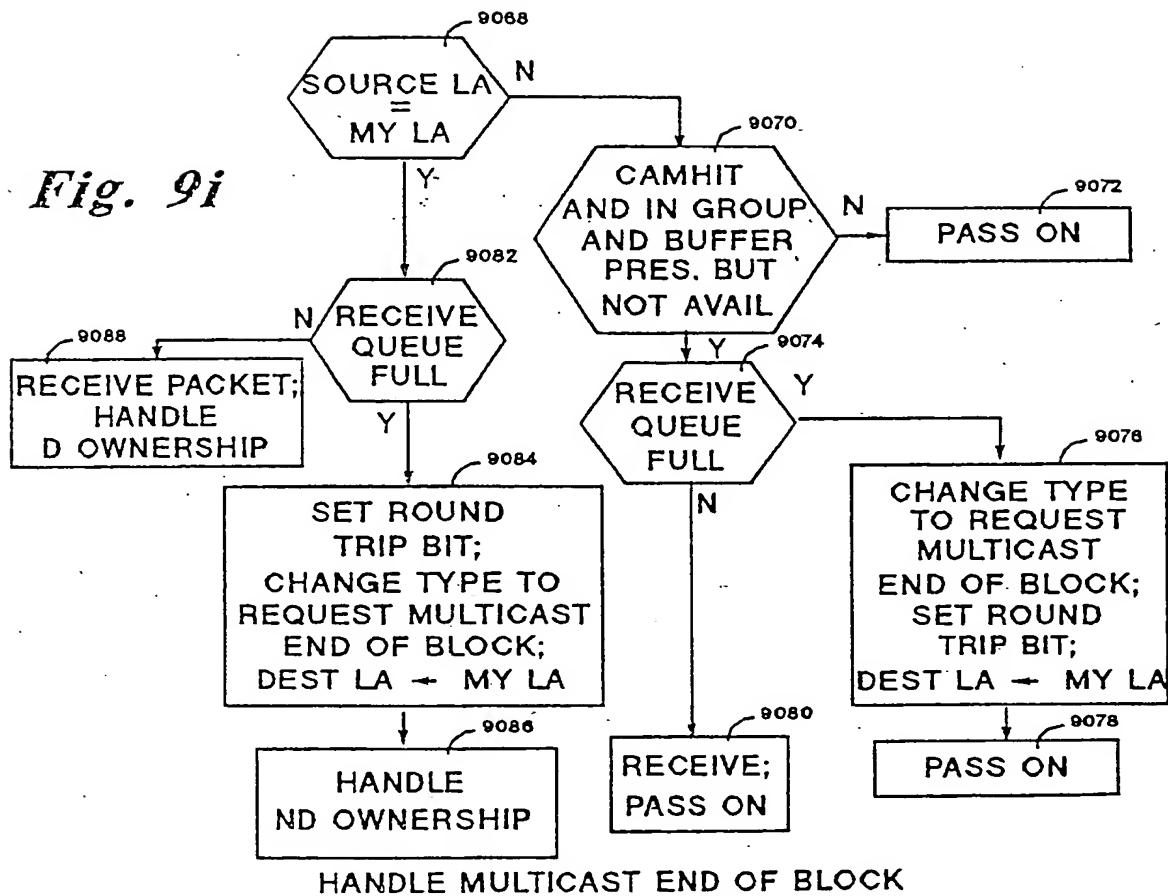 9068
SOURCE LA
=
MY LA
N
Y
Fig. 9i
9070
CAMHIT
AND IN GROUP
AND BUFFER
PRES. BUT
NOT AVAIL
N
9072
PASS ON
Y
9082
RECEIVE
QUEUE
FULL
N
9088
RECEIVE PACKET;
HANDLE
D OWNERSHIP
Y
9074
RECEIVE
QUEUE
FULL
Y
N
9084
SET ROUND
TRIP BIT;
CHANGE TYPE TO
REQUEST MULTICAST
END OF BLOCK;
DEST LA ← MY LA
9076
CHANGE TYPE
TO REQUEST
MULTICAST
END OF BLOCK;
SET ROUND
TRIP BIT;
DEST LA ← MY LA
9086
HANDLE
ND OWNERSHIP
9080
RECEIVE;
PASS ON
9078
PASS ON
HANDLE MULTICAST END OF BLOCK